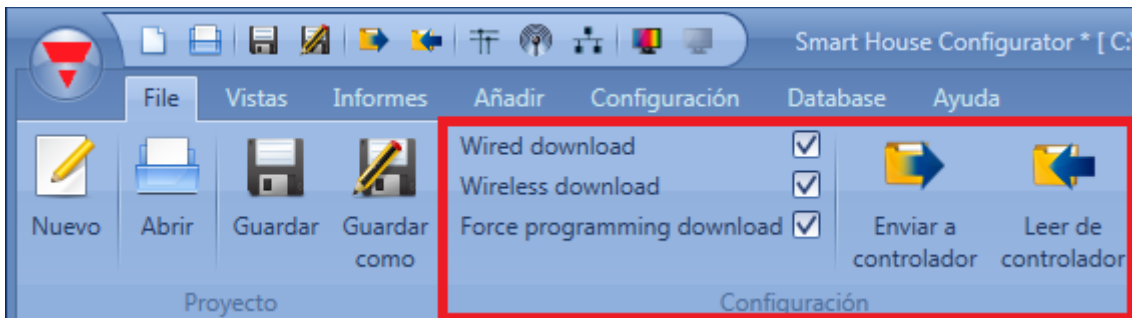 Smart House Configurator * [ C:\
File Vistas Informes Añadir Configuración Database Ayuda
Wired download
Wireless download
Force programming download
Nuevo Abrir Guardar Guardar como
Enviar a controlador Leer de controlador
Proyecto Configuración